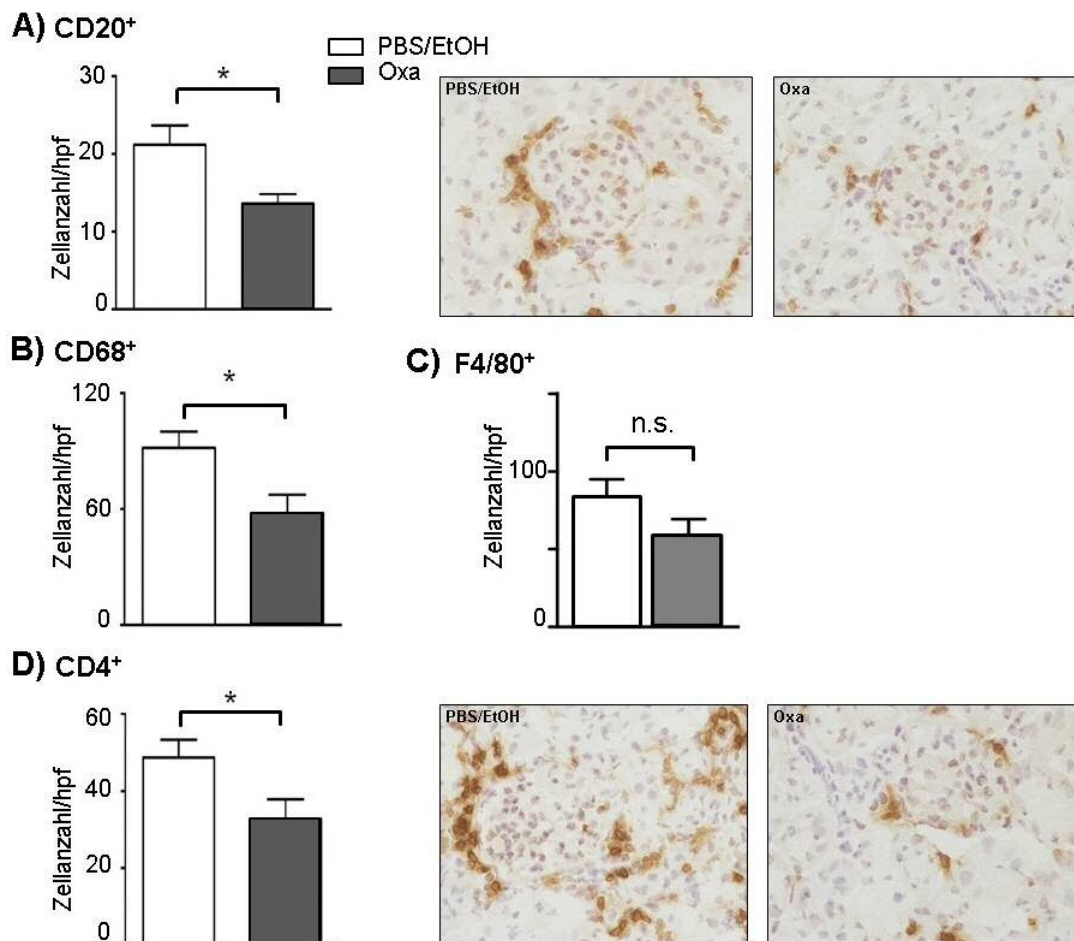 A) CD20⁺
PBS/EtOH
Oxa
30
20
10
0
Zellanzahl/hpf
*
PBS/EtOH
Oxa
B) CD68⁺
120
60
0
Zellanzahl/hpf
*
C) F4/80⁺
100
0
Zellanzahl/hpf
n.s.
D) CD4⁺
60
40
20
0
Zellanzahl/hpf
*
PBS/EtOH
Oxa